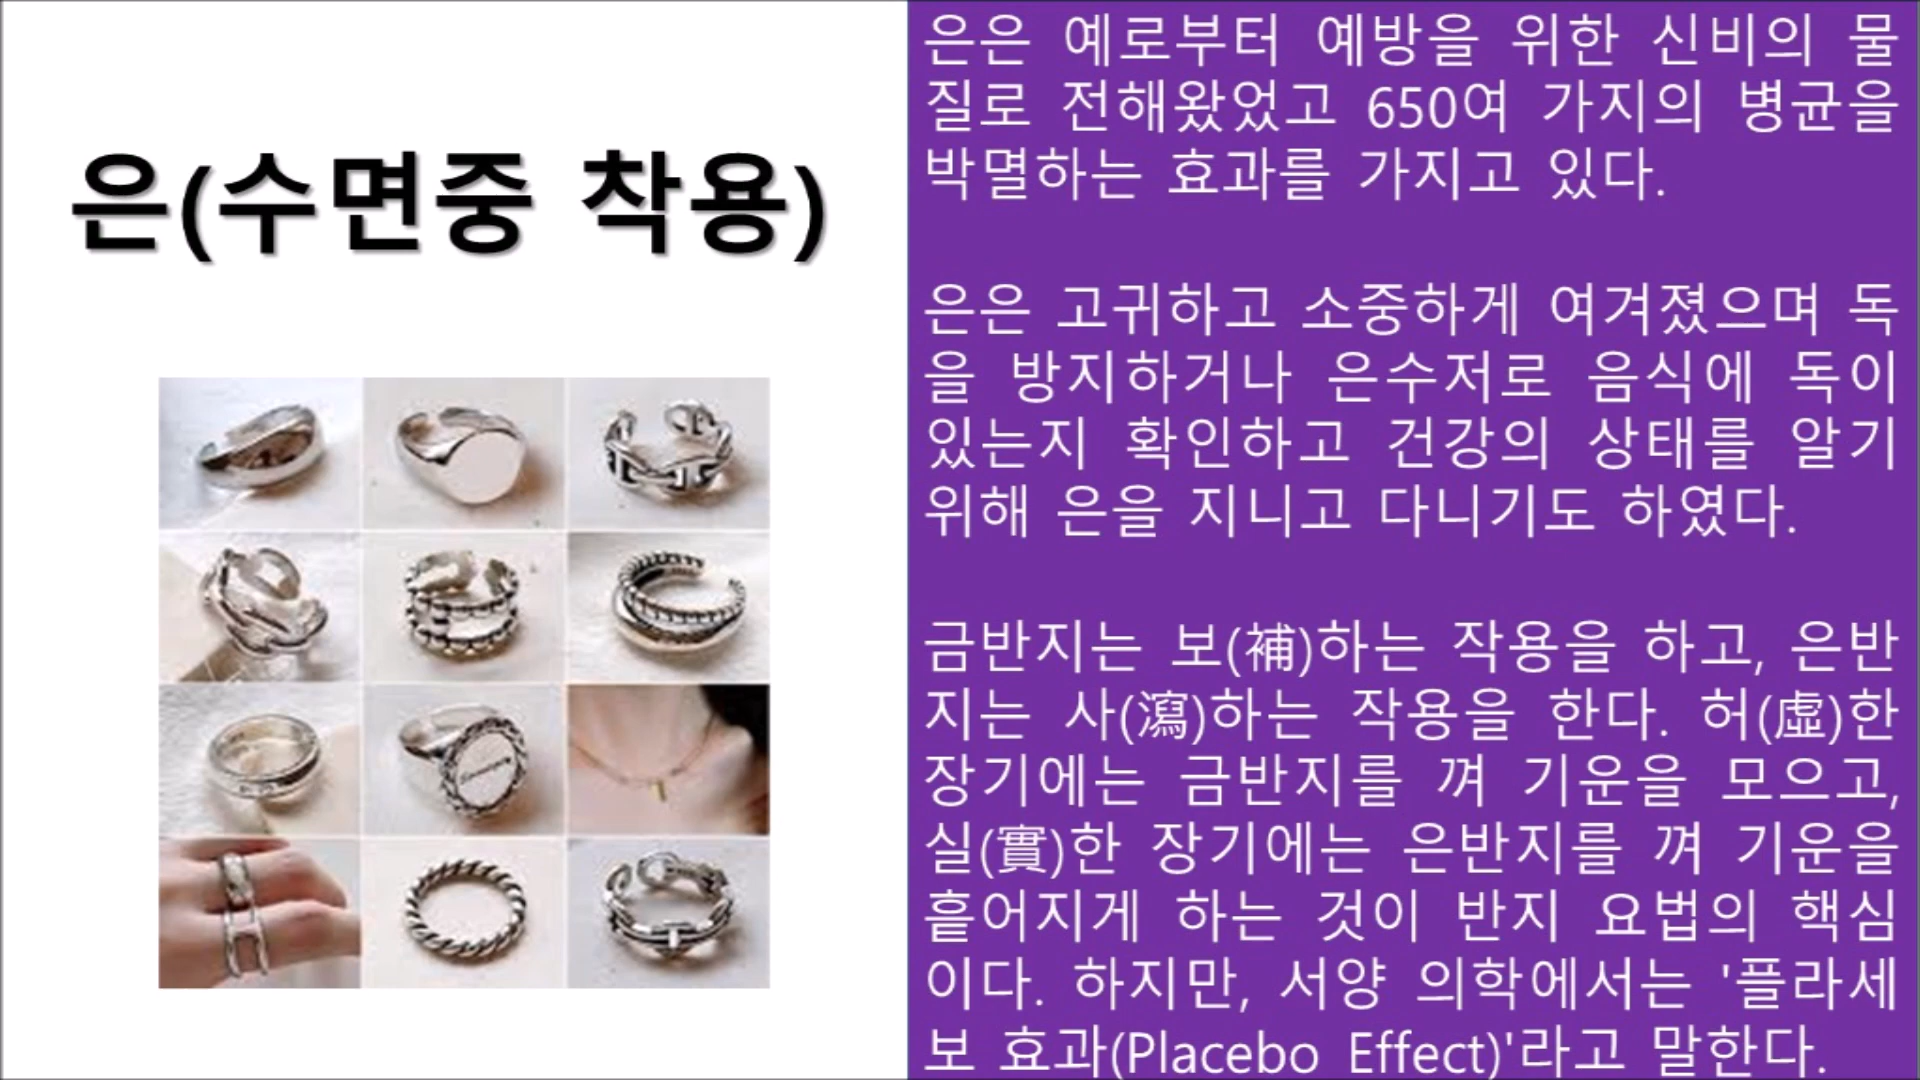 은(수면중 착용)
은은 예로부터 예방을 위한 신비의 물
질로 전해왔었고 650여 가지의 병균을
박멸하는 효과를 가지고 있다.
은은 고귀하고 소중하게 여겨졌으며 독
을 방지하거나 은수저로 음식에 독이
있는지 확인하고 건강의 상태를 알기
위해 은을 지니고 다니기도 하였다.
금반지는 보(補)하는 작용을 하고, 은반
지는 사(瀉)하는 작용을 한다. 허(虛)한
장기에는 금반지를 껴 기운을 모으고,
실(實)한 장기에는 은반지를 껴 기운을
흩어지게 하는 것이 반지 요법의 핵심
이다. 하지만, 서양 의학에서는 '플라세
보 효과(Placebo Effect)'라고 말한다.